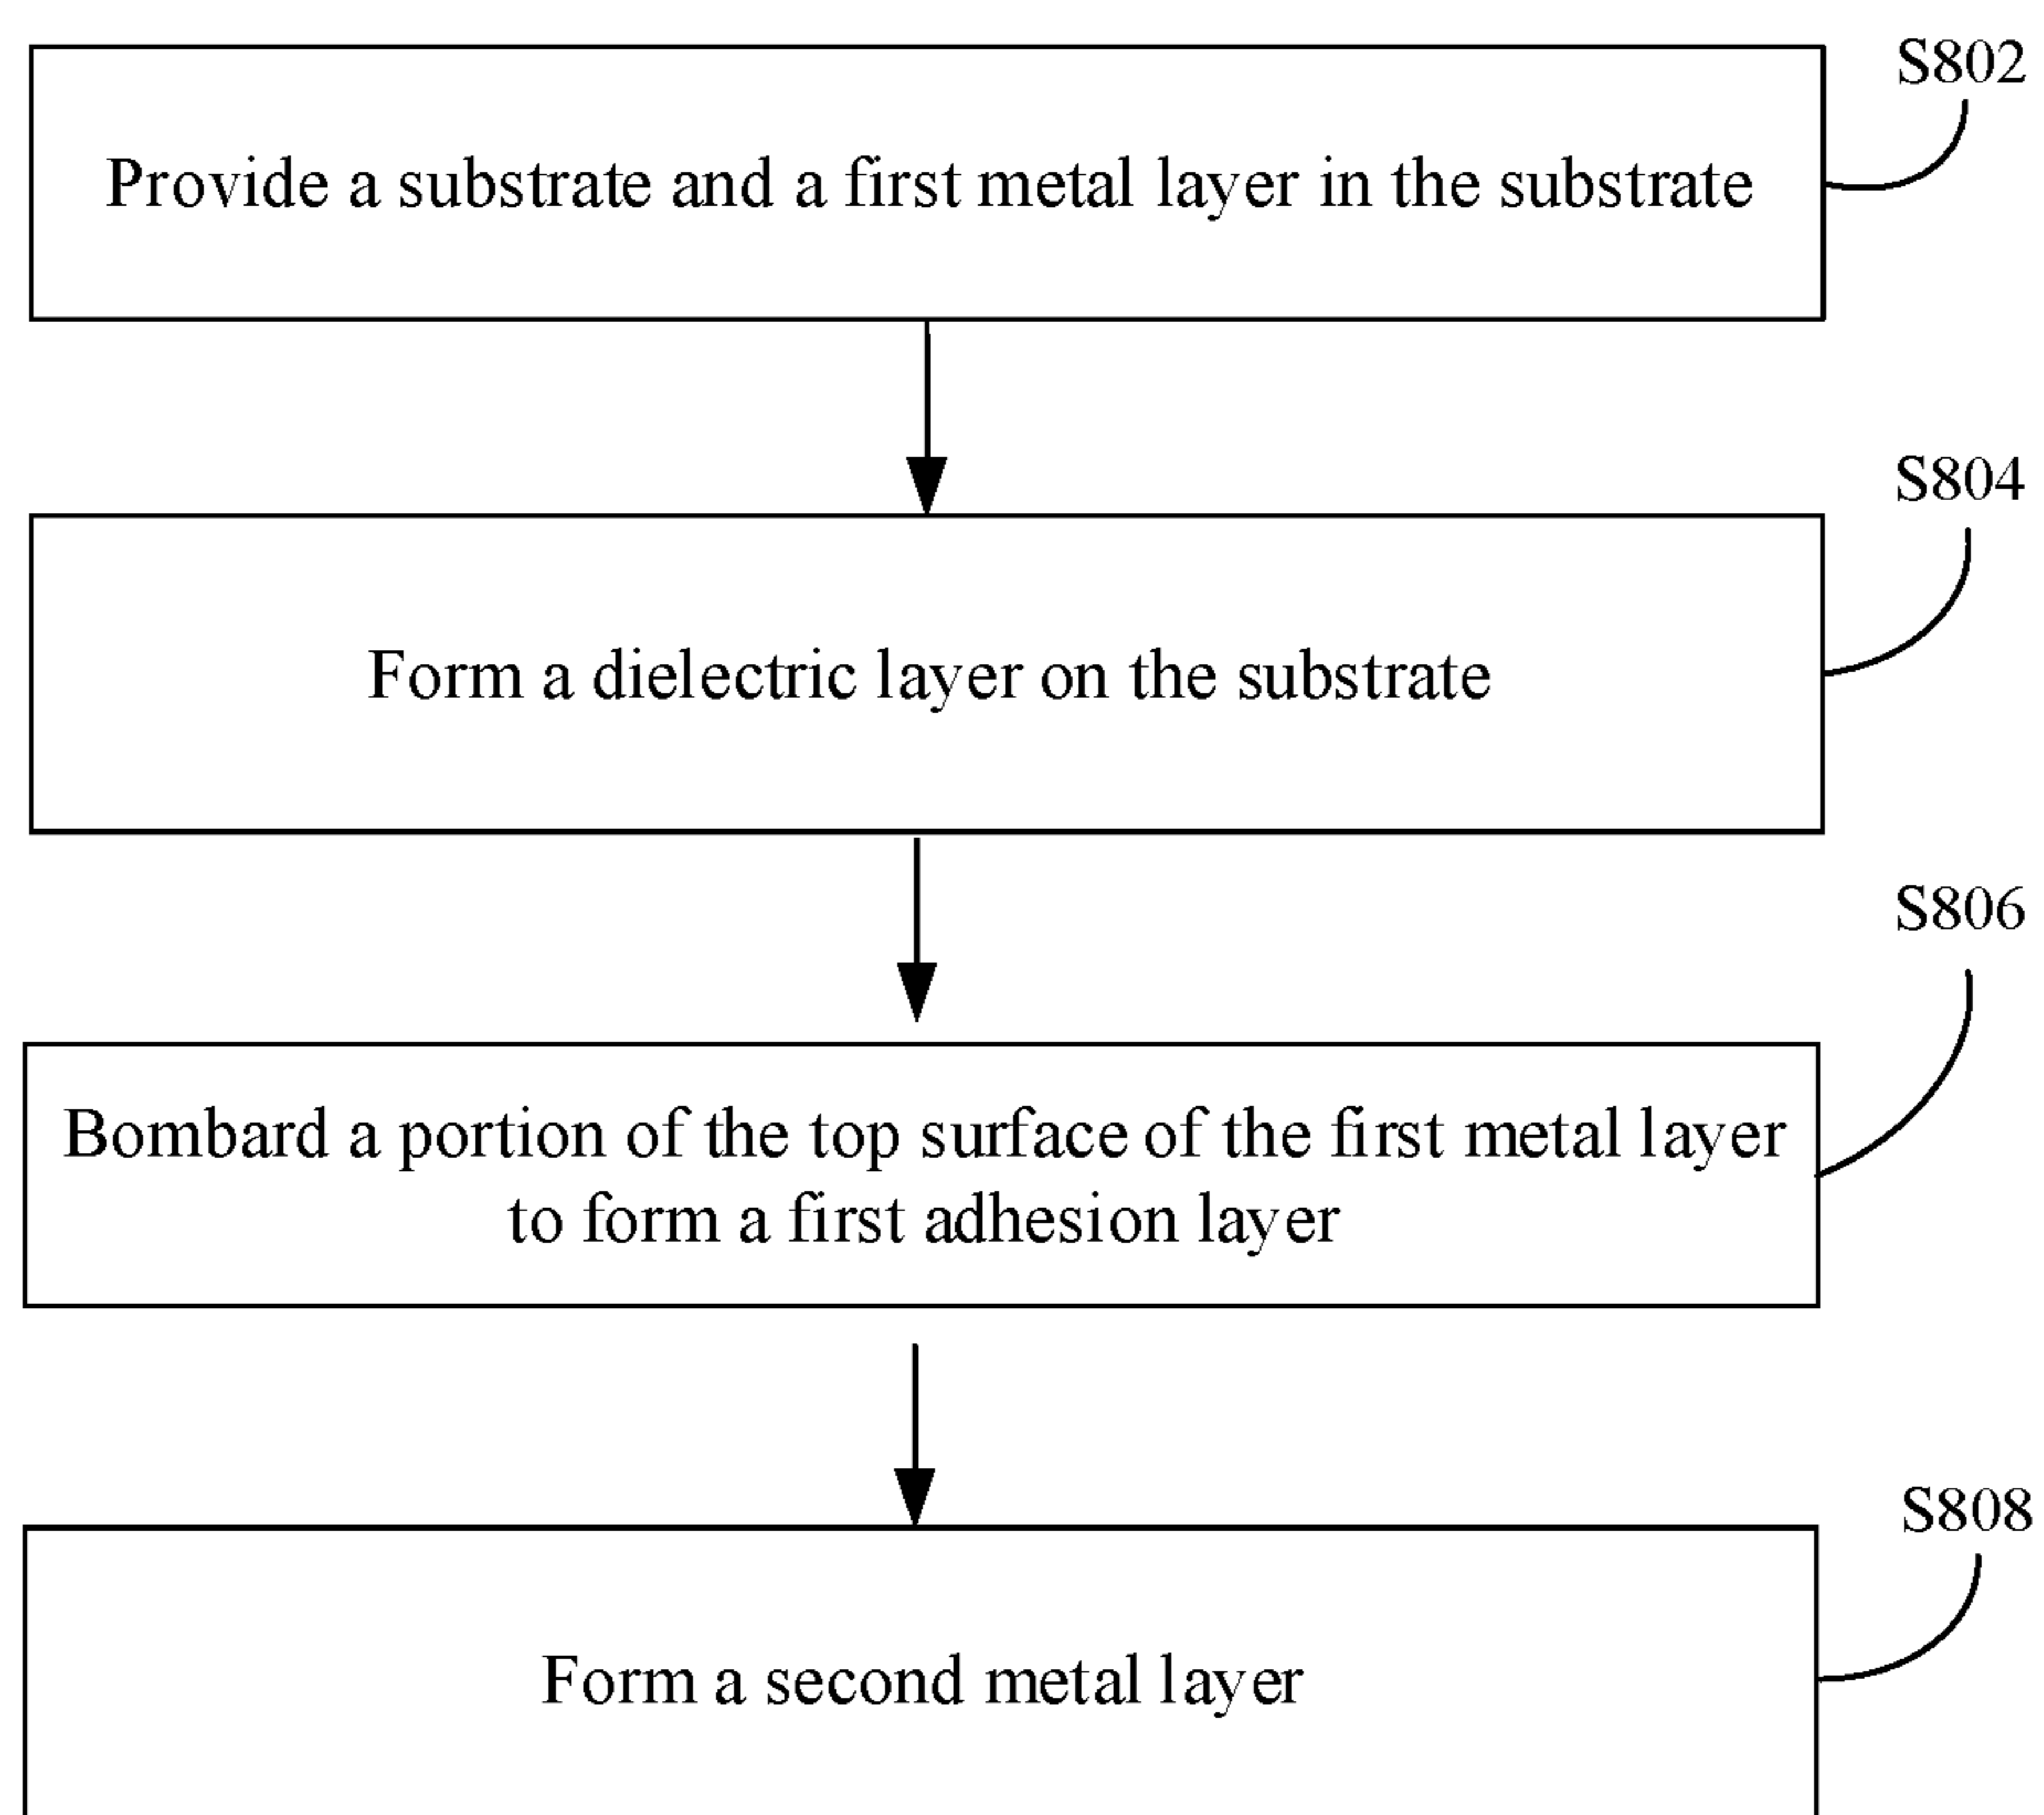 S802
Provide a substrate and a first metal layer in the substrate
S804
Form a dielectric layer on the substrate
S806
Bombard a portion of the top surface of the first metal layer
to form a first adhesion layer
S808
Form a second metal layer